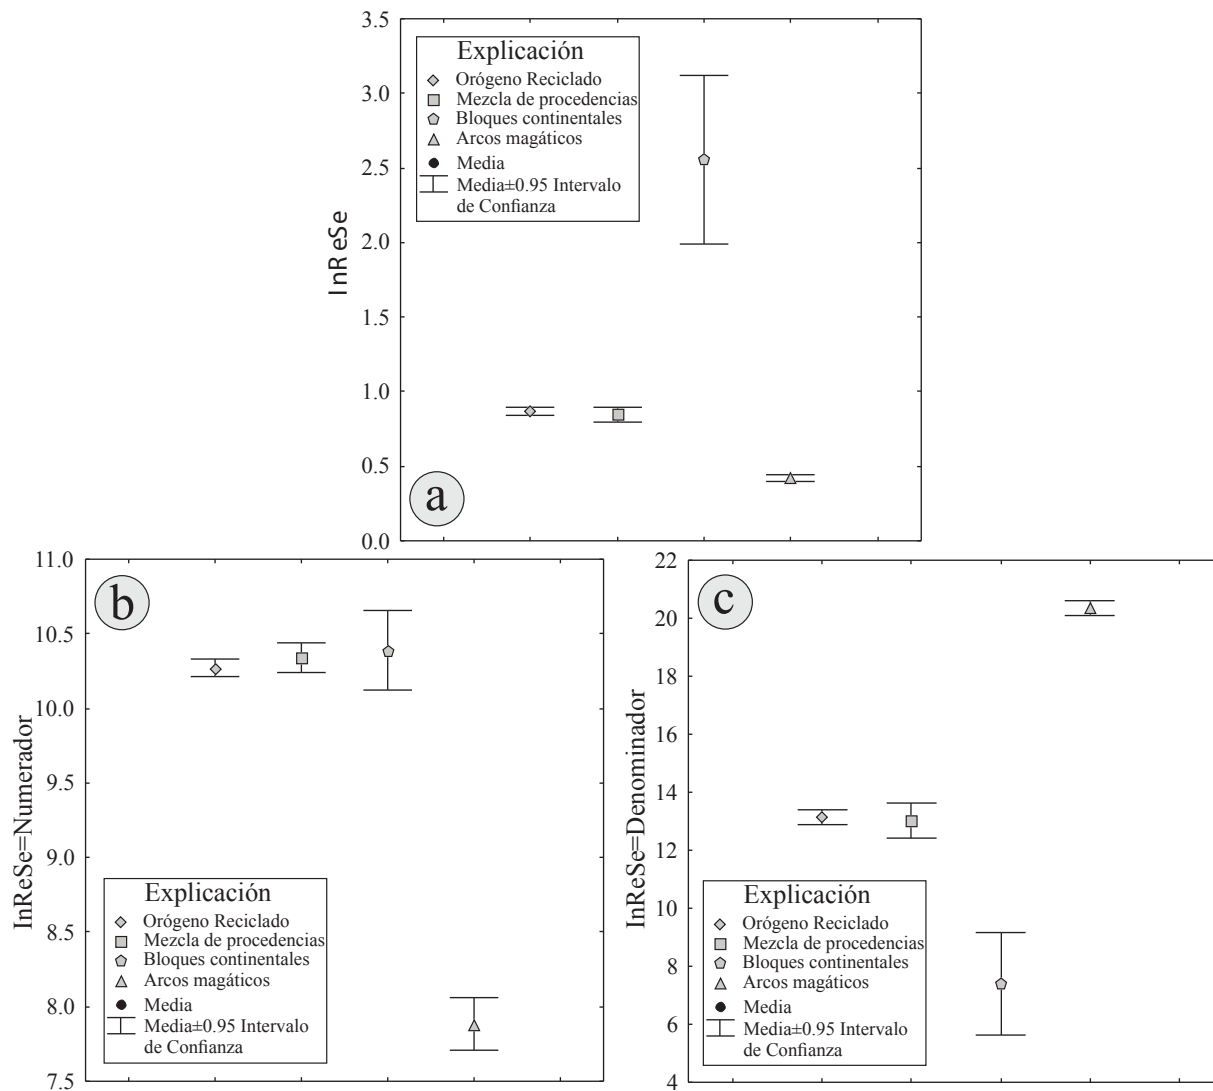 3.5
3.0
2.5
2.0
1.5
1.0
0.5
0.0
InReSe
Explicación
Orógeno Reciclado
Mezcla de procedencias
Bloques continentales
Arcos magáticos
Media
Media±0.95 Intervalo
de Confianza
a
11.0
10.5
10.0
9.5
9.0
8.5
8.0
7.5
InReSe=Numerador
b
Explicación
Orógeno Reciclado
Mezcla de procedencias
Bloques continentales
Arcos magáticos
Media
Media±0.95 Intervalo
de Confianza
22
20
18
16
14
12
10
8
6
4
InReSe=Denominador
c
Explicación
Orógeno Reciclado
Mezcla de procedencias
Bloques continentales
Arcos magáticos
Media
Media±0.95 Intervalo
de Confianza